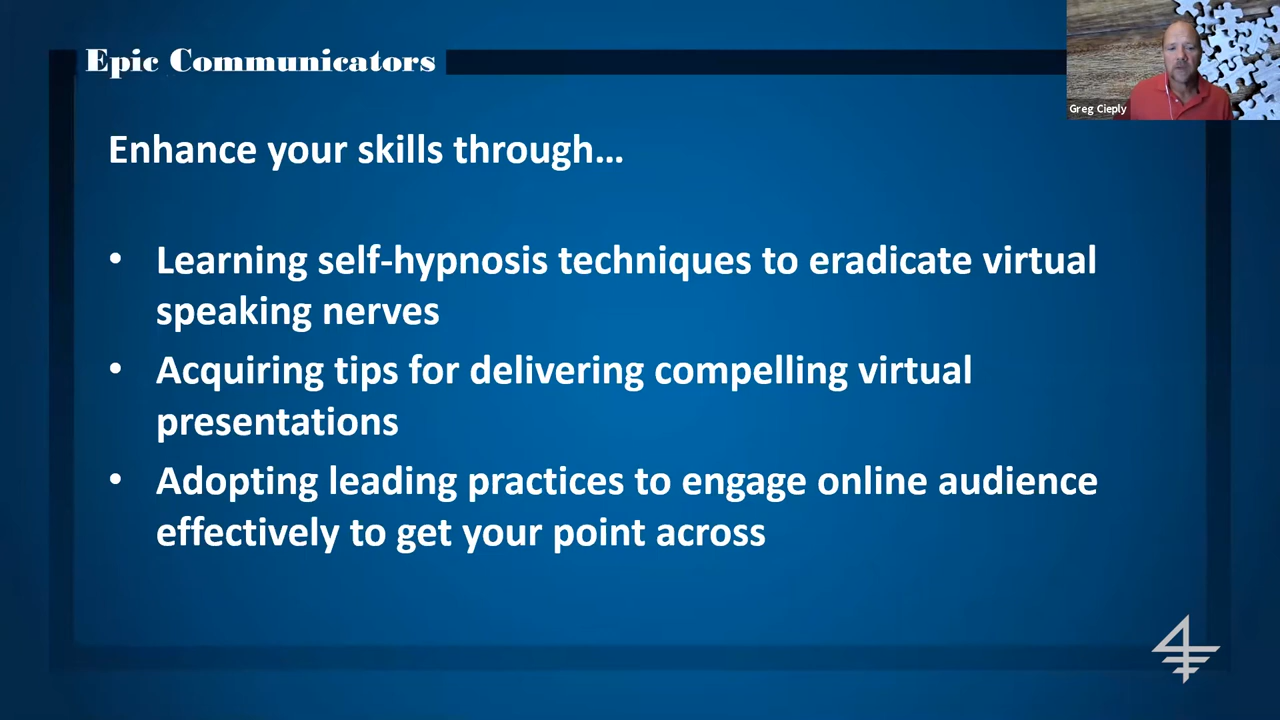 Epic Communicators
Greg Cieply
Enhance your skills through…
• Learning self-hypnosis techniques to eradicate virtual
speaking nerves
• Acquiring tips for delivering compelling virtual
presentations
• Adopting leading practices to engage online audience
effectively to get your point across